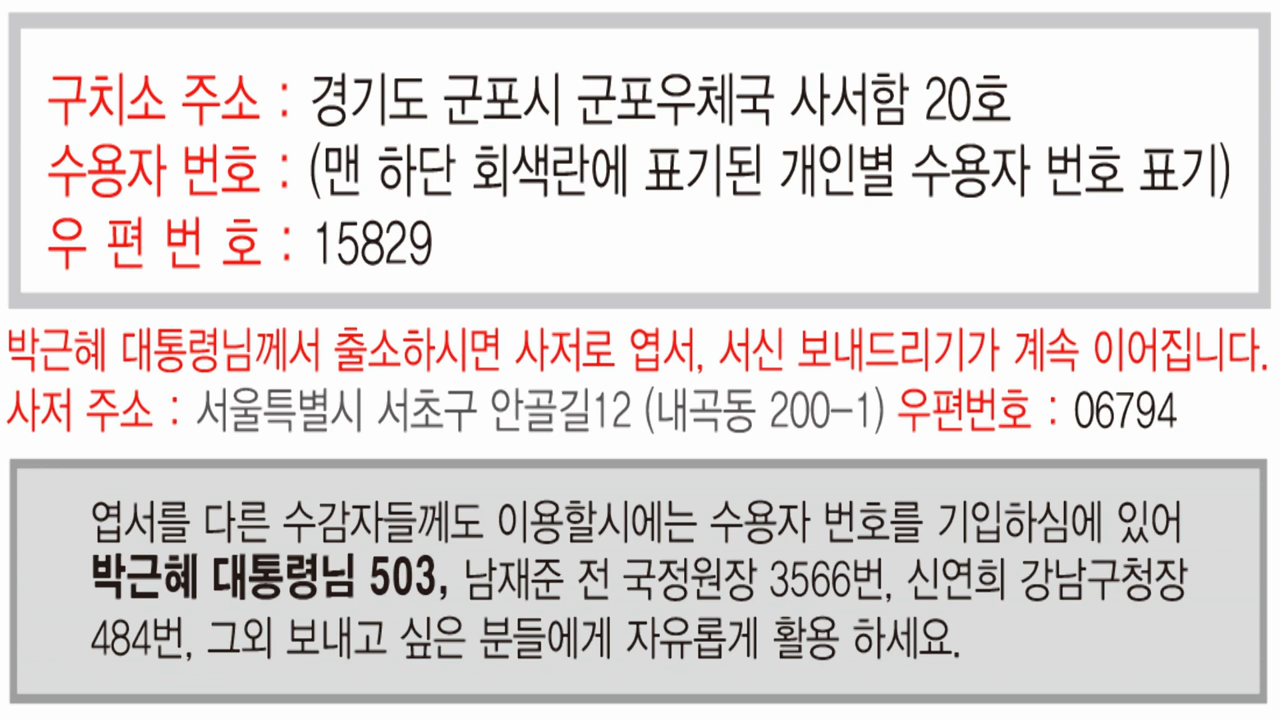 구치소 주소 : 경기도 군포시 군포우체국 사서함 20호
수용자 번호 : (맨 하단 회색란에 표기된 개인별 수용자 번호 표기)
우 편 번 호 : 15829
박근혜 대통령님께서 출소하시면 사저로 엽서, 서신 보내드리기가 계속 이어집니다.
사저 주소 : 서울특별시 서초구 안골길12 (내곡동 200-1) 우편번호 : 06794
엽서를 다른 수감자들께도 이용할시에는 수용자 번호를 기입하심에 있어
박근혜 대통령님 503, 남재준 전 국정원장 3566번, 신연희 강남구청장
484번, 그외 보내고 싶은 분들에게 자유롭게 활용 하세요.